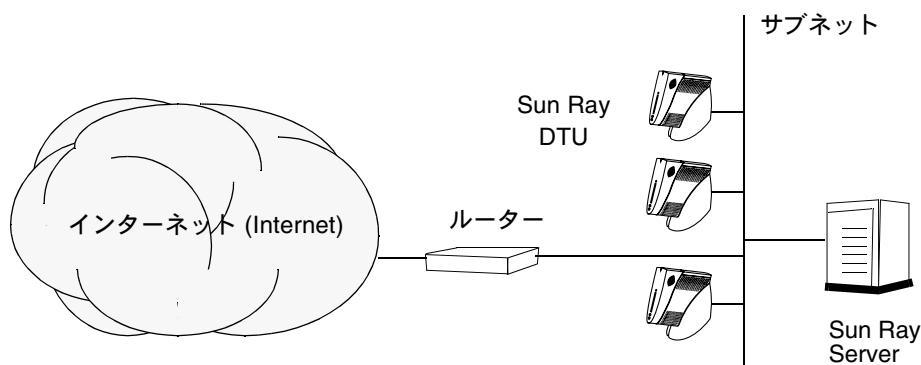 サブネット
Sun Ray
DTU
インターネット (Internet)
ルーター
Sun Ray
Server